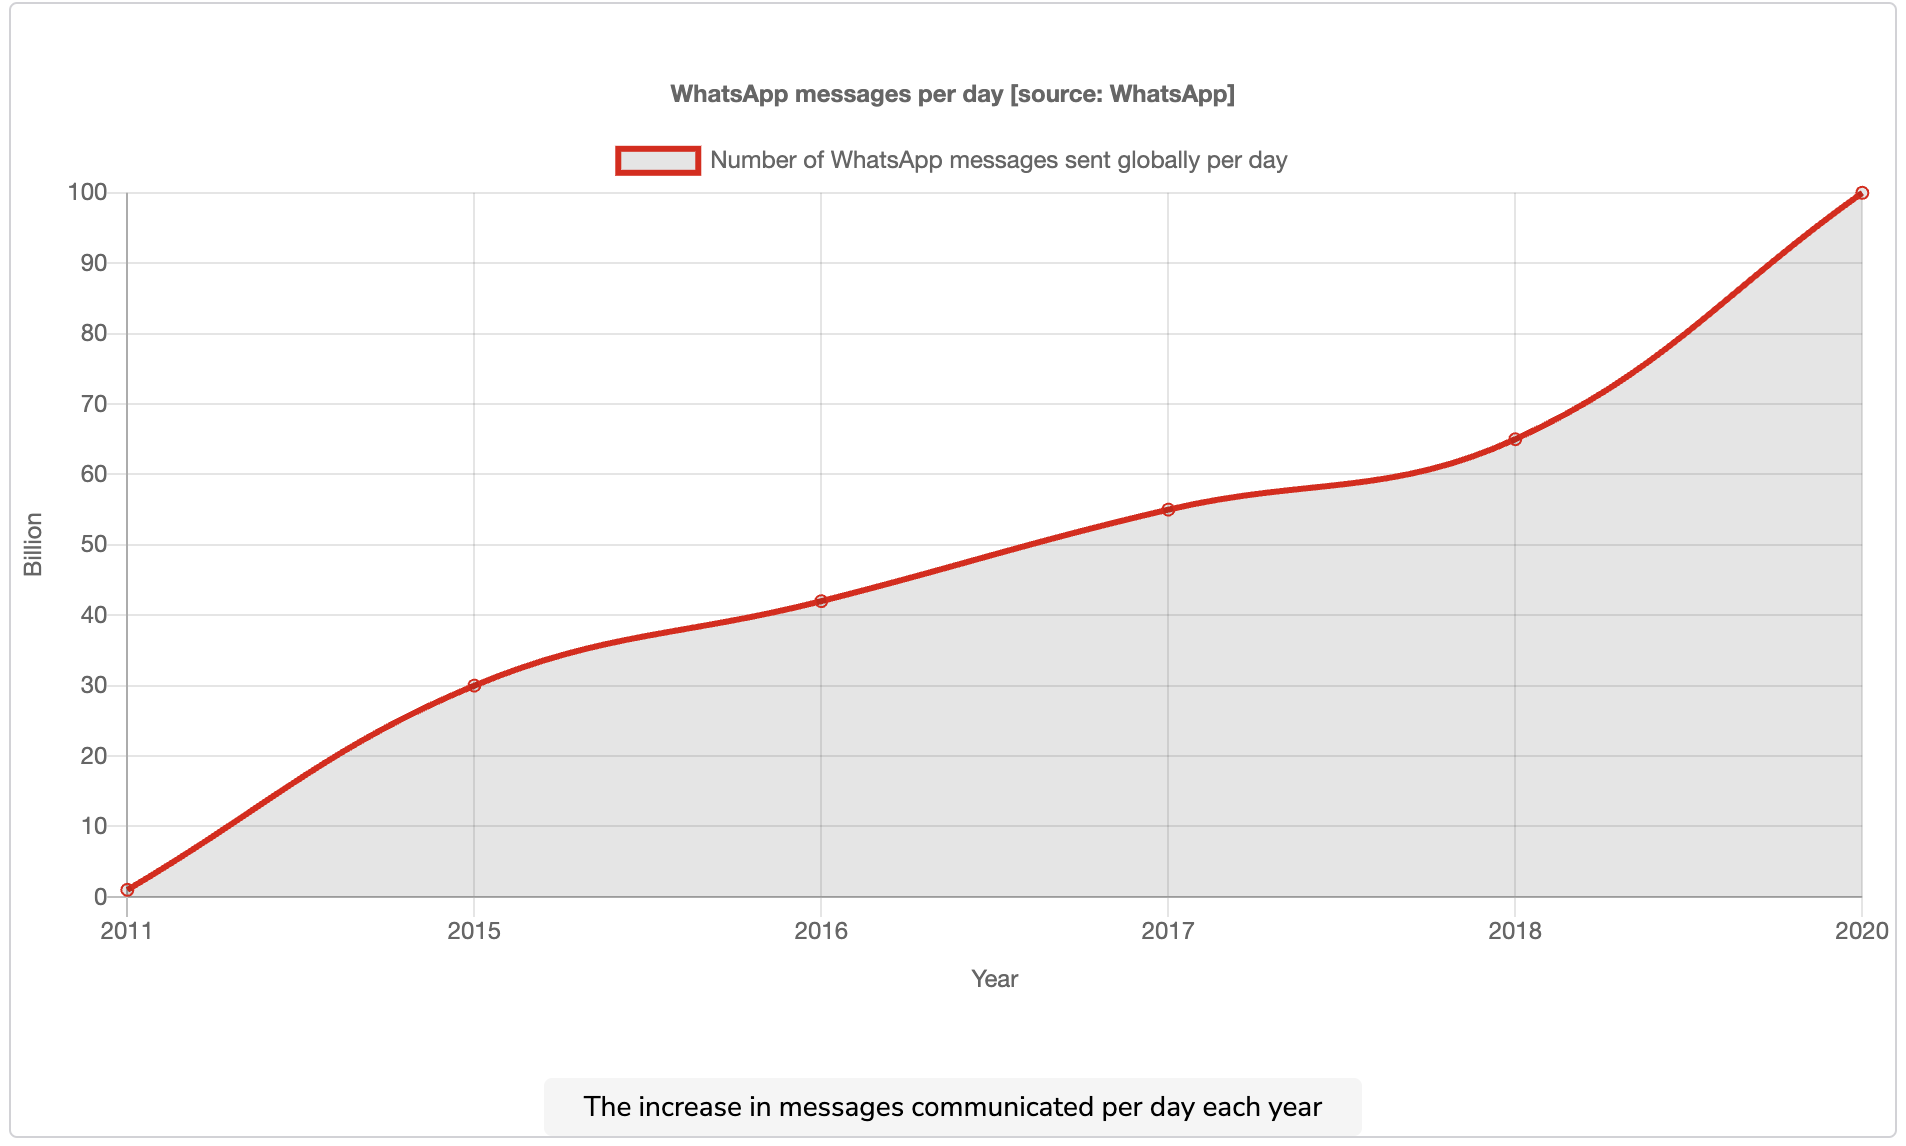 WhatsApp messages per day [source: WhatsApp]
Number of WhatsApp messages sent globally per day
100
90
80
70
60
50
40
30
20
10
0
Billion
2011 2015 2016 2017 2018 2020
Year
The increase in messages communicated per day each year